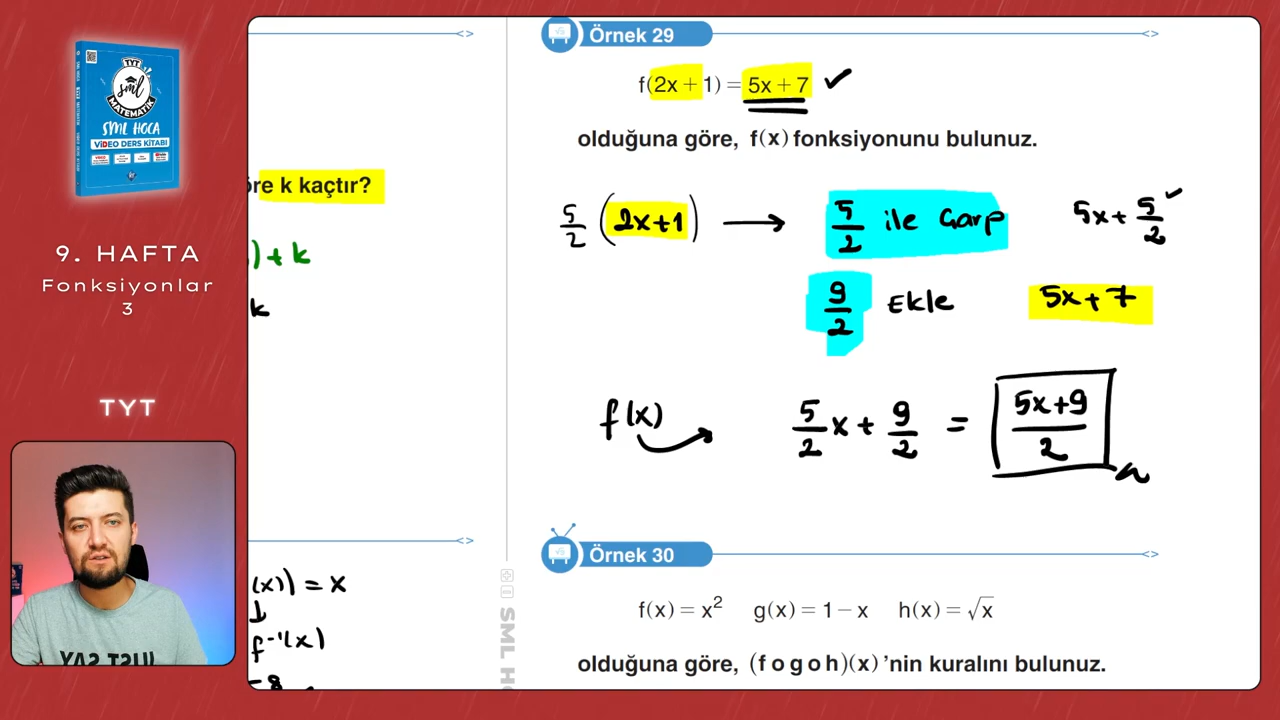 TYT
sml
MATEMATİK
SML HOCA
VİDEO DERS KİTABI
9. HAFTA
Fonksiyonlar
3
TYT
re k kaçtır?
) + k
k
(x)) = x
f⁻¹(x)
-8
Örnek 29
f(2x + 1) = 5x + 7 ✓
olduğuna göre, f(x) fonksiyonunu bulunuz.
5/2 (2x+1) → 5/2 ile Çarp 5x + 5/2 ✓
9/2 Ekle 5x + 7
f(x) 5/2 x + 9/2 = 5x+9/2
Örnek 30
f(x) = x² g(x) = 1 − x h(x) = √x
olduğuna göre, (f o g o h)(x) 'nin kuralını bulunuz.
SML H